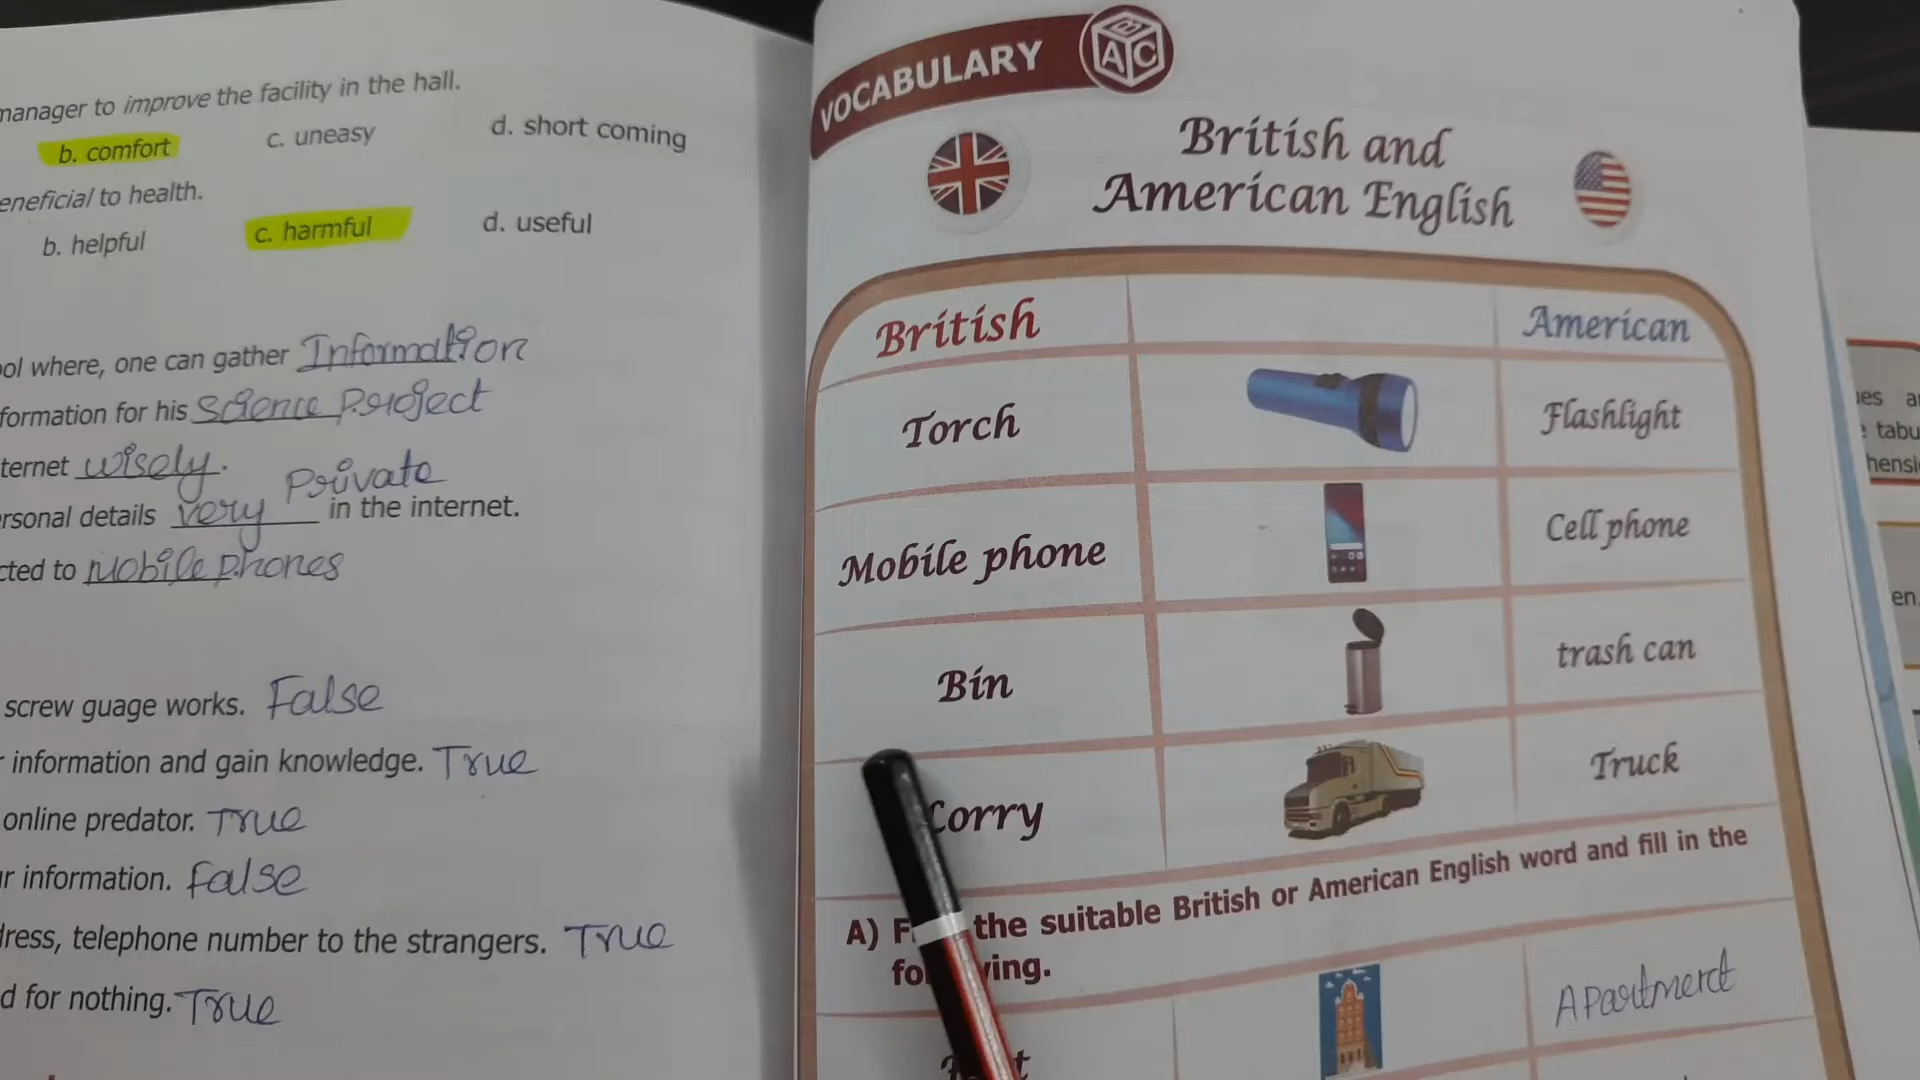 manager to improve the facility in the hall.
b. comfort c. uneasy d. short coming
eneficial to health.
b. helpful c. harmful d. useful
ol where, one can gather Information
formation for his Science Project
ternet wisely.
Private
rsonal details very in the internet.
cted to Mobile Phones
screw guage works. False
information and gain knowledge. True
online predator. True
r information. False
dress, telephone number to the strangers. True
d for nothing. True
VOCABULARY
A B C
British and
American English
British American
Torch Flashlight
Mobile phone Cell phone
Bin trash can
Lorry Truck
A) the suitable British or American English word and fill in the
Apartment
tabu
hensi
en.